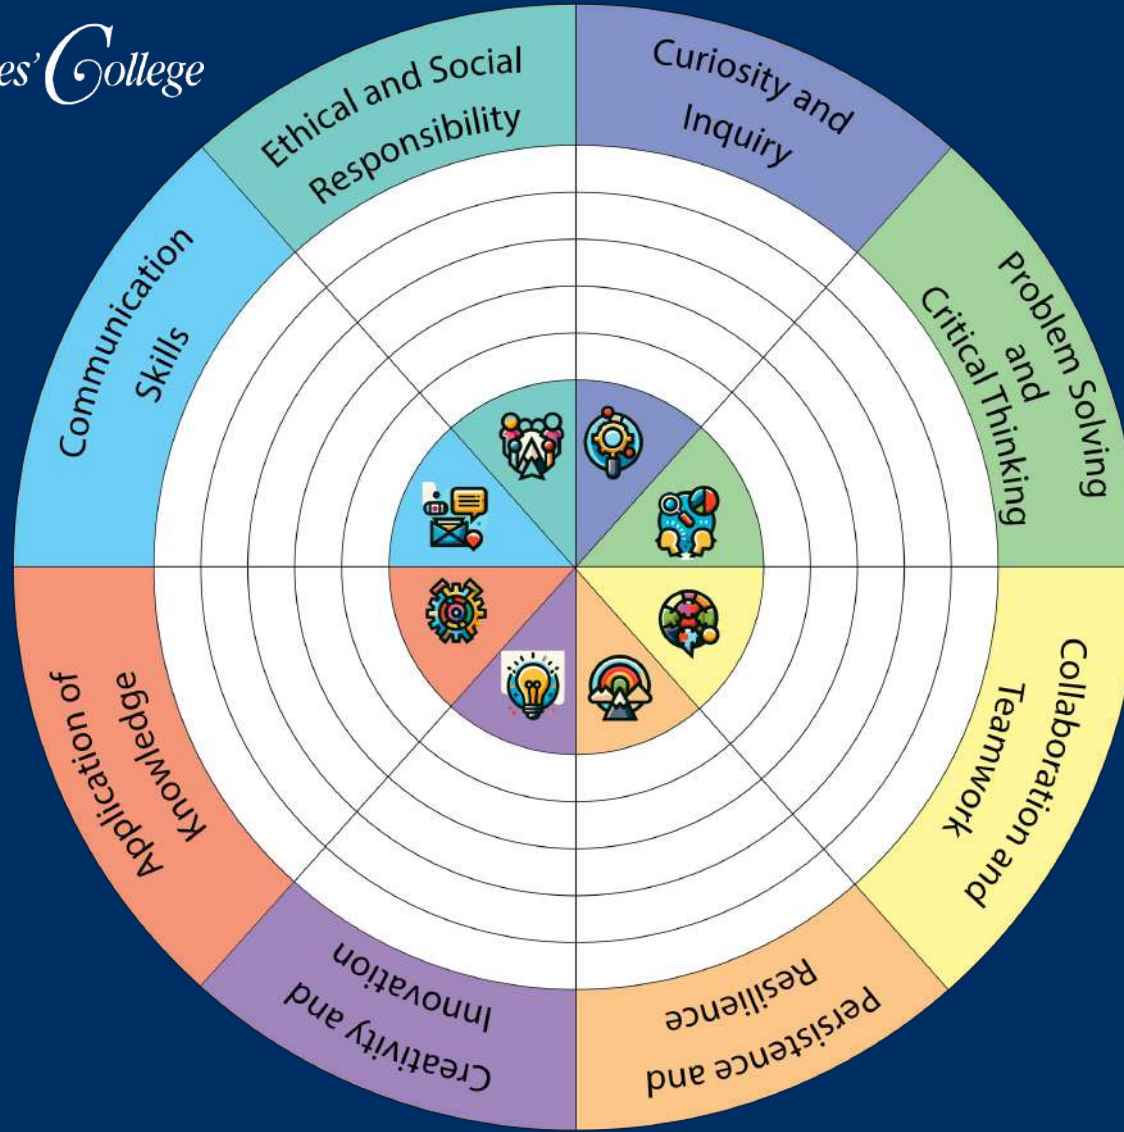 es' College
Ethical and Social
Responsibility
Curiosity and
Inquiry
Problem Solving
and
Critical Thinking
Collaboration and
Teamwork
Persistence and
Resilience
Creativity and
Innovation
Application of
Knowledge
Communication
Skills